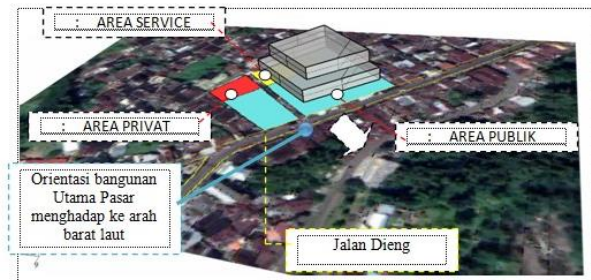 : AREA SERVICE
: AREA PRIVAT
: AREA PUBLIK
Orientasi bangunan
Utama Pasar
menghadap ke arah
barat laut
Jalan Dieng